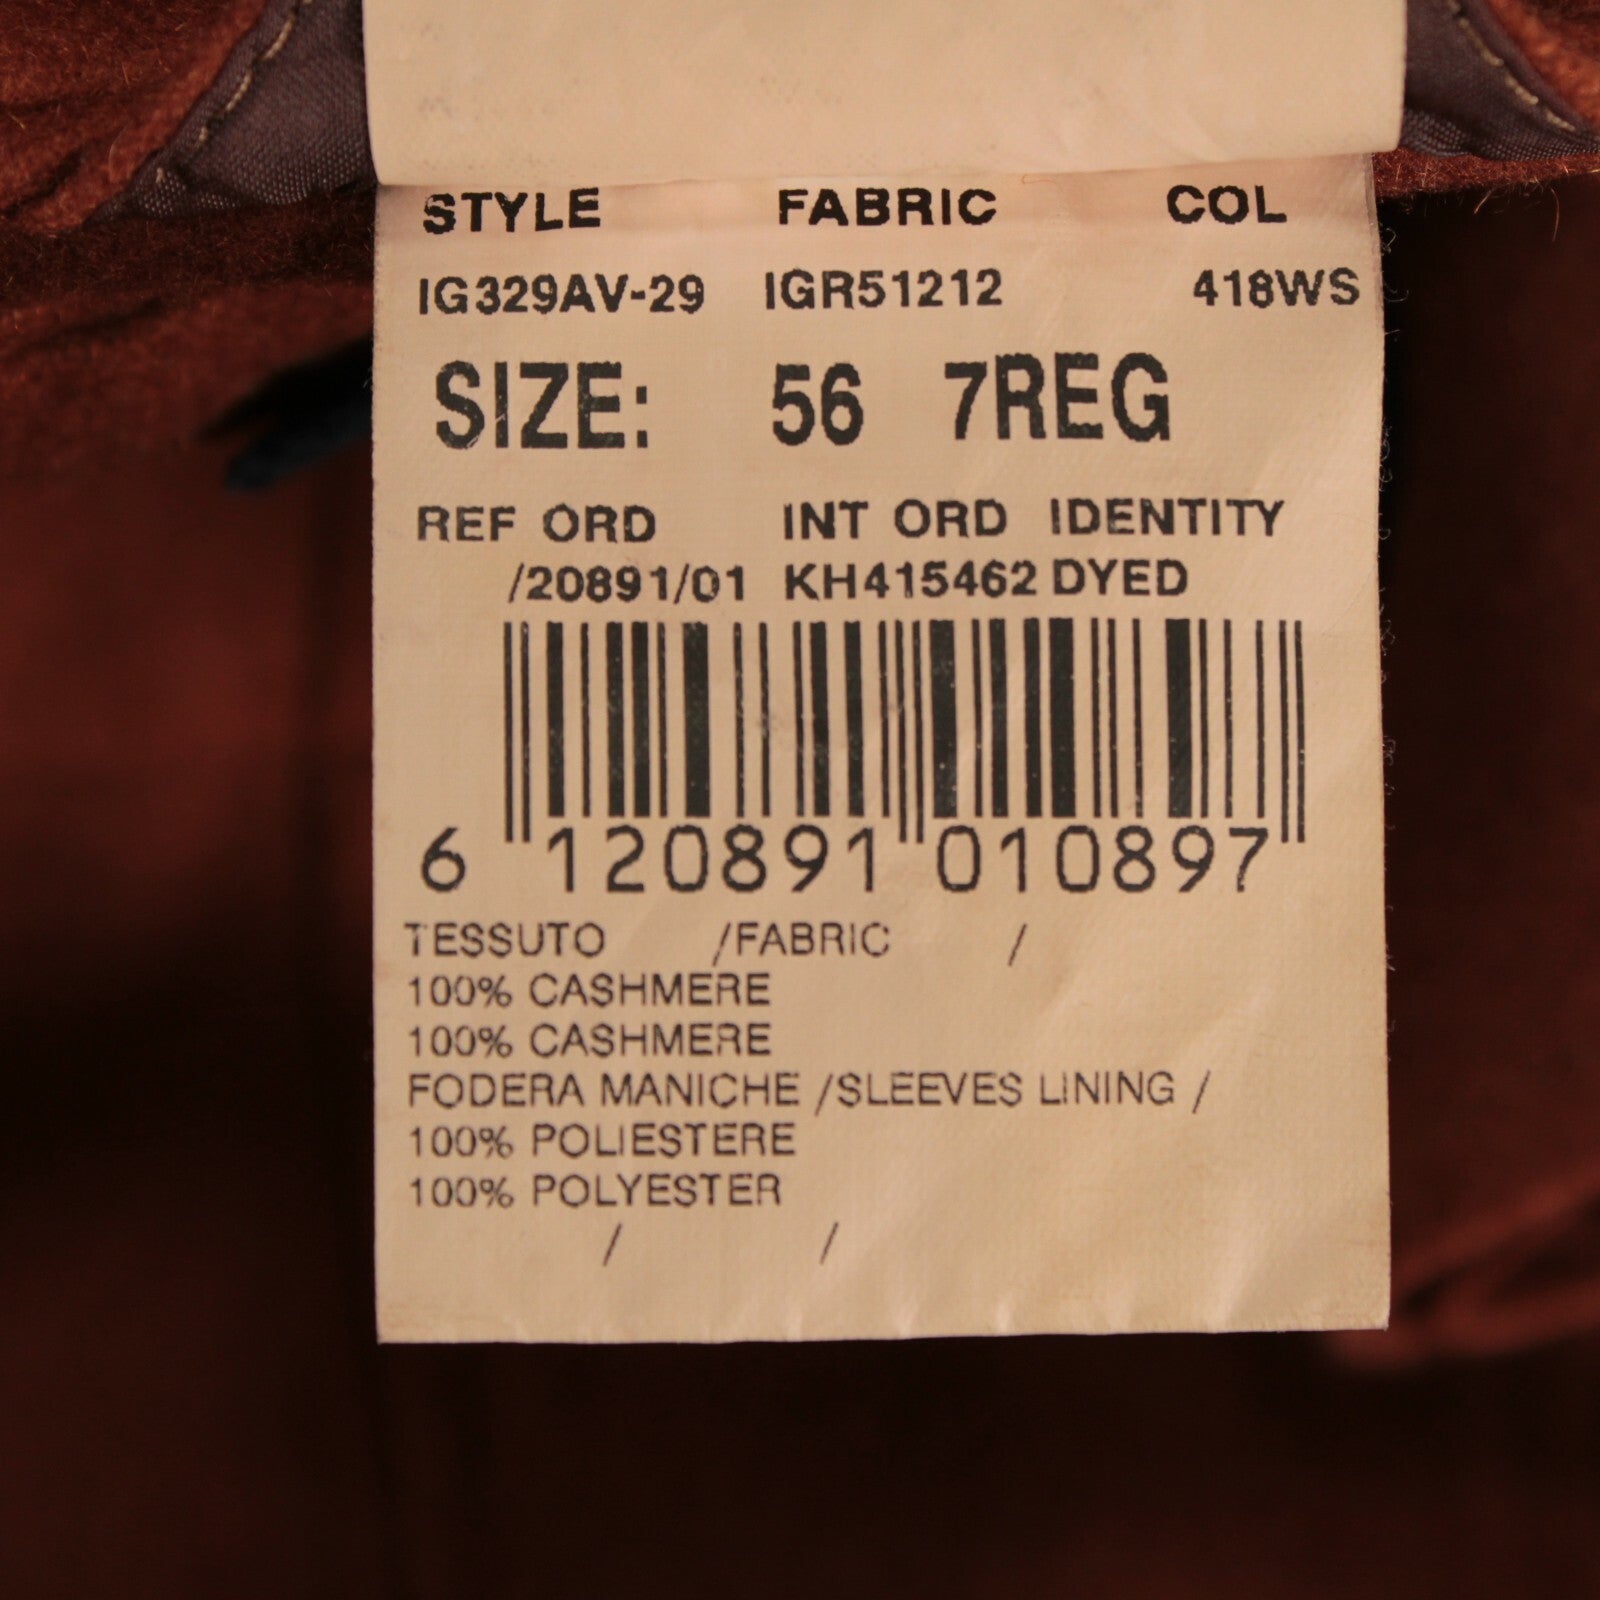 STYLE FABRIC COL
IG329AV-29 IGR51212 418WS
SIZE: 56 7REG
REF ORD INT ORD IDENTITY
/20891/01 KH415462 DYED
6 120891 010897
TESSUTO /FABRIC /
100% CASHMERE
100% CASHMERE
FODERA MANICHE /SLEEVES LINING /
100% POLIESTERE
100% POLYESTER
/ /